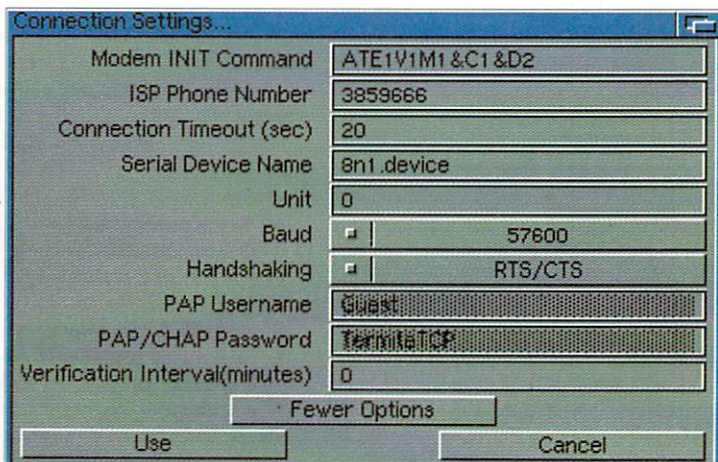 Connection Settings...
Modem INIT Command ATE1V1M1&C1&D2
ISP Phone Number 3859666
Connection Timeout (sec) 20
Serial Device Name 8n1.device
Unit 0
Baud 57600
Handshaking RTS/CTS
PAP Username Guest
PAP/CHAP Password TermiteTCP
Verification Interval(minutes) 0
Fewer Options
Use Cancel